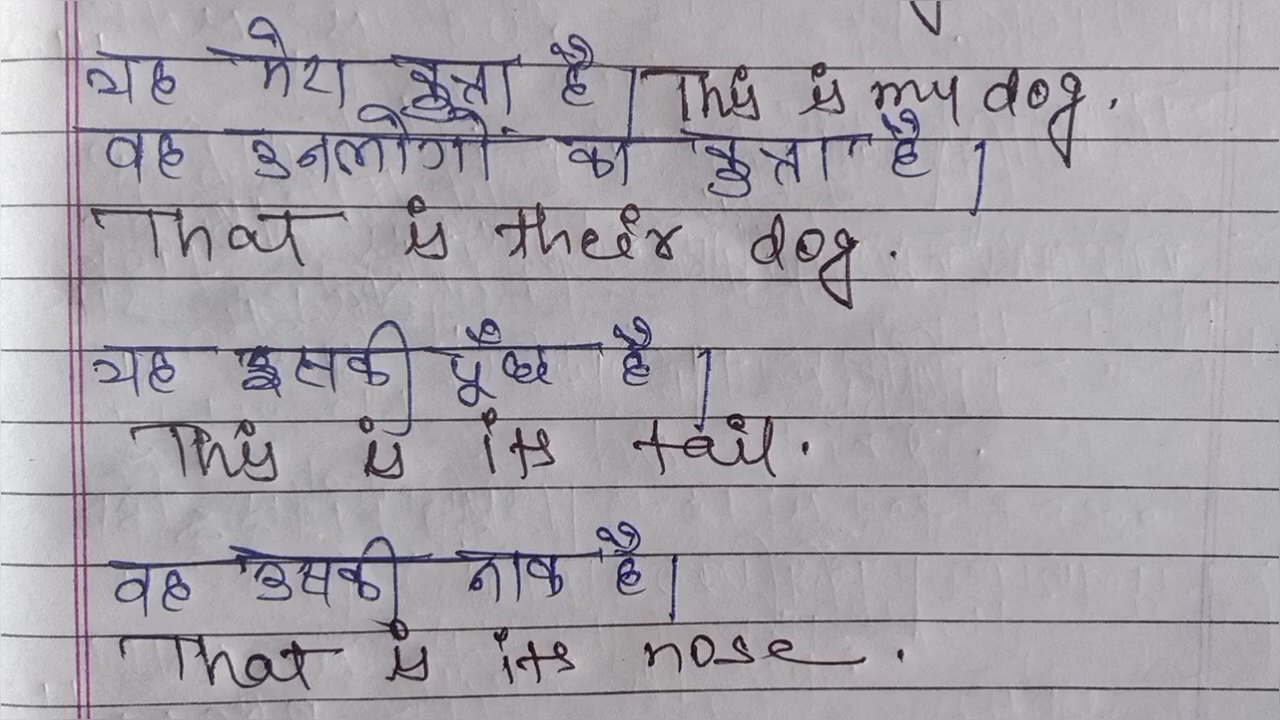 यह मेरा कुत्ता है। This is my dog.
वह इनलोगों का कुत्ता है।
That is their dog.
यह इसकी पूँछ है।
This is its tail.
वह उसकी नाक है।
That is its nose.